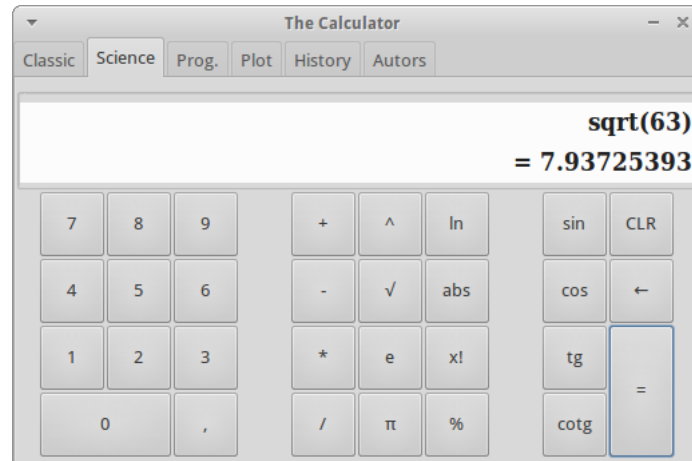 The Calculator
Classic Science Prog. Plot History Autors
sqrt(63)
= 7.93725393
7 8 9 + ^ ln sin CLR
4 5 6 - √ abs cos ←
1 2 3 * e x! tg =
0 , / π % cotg